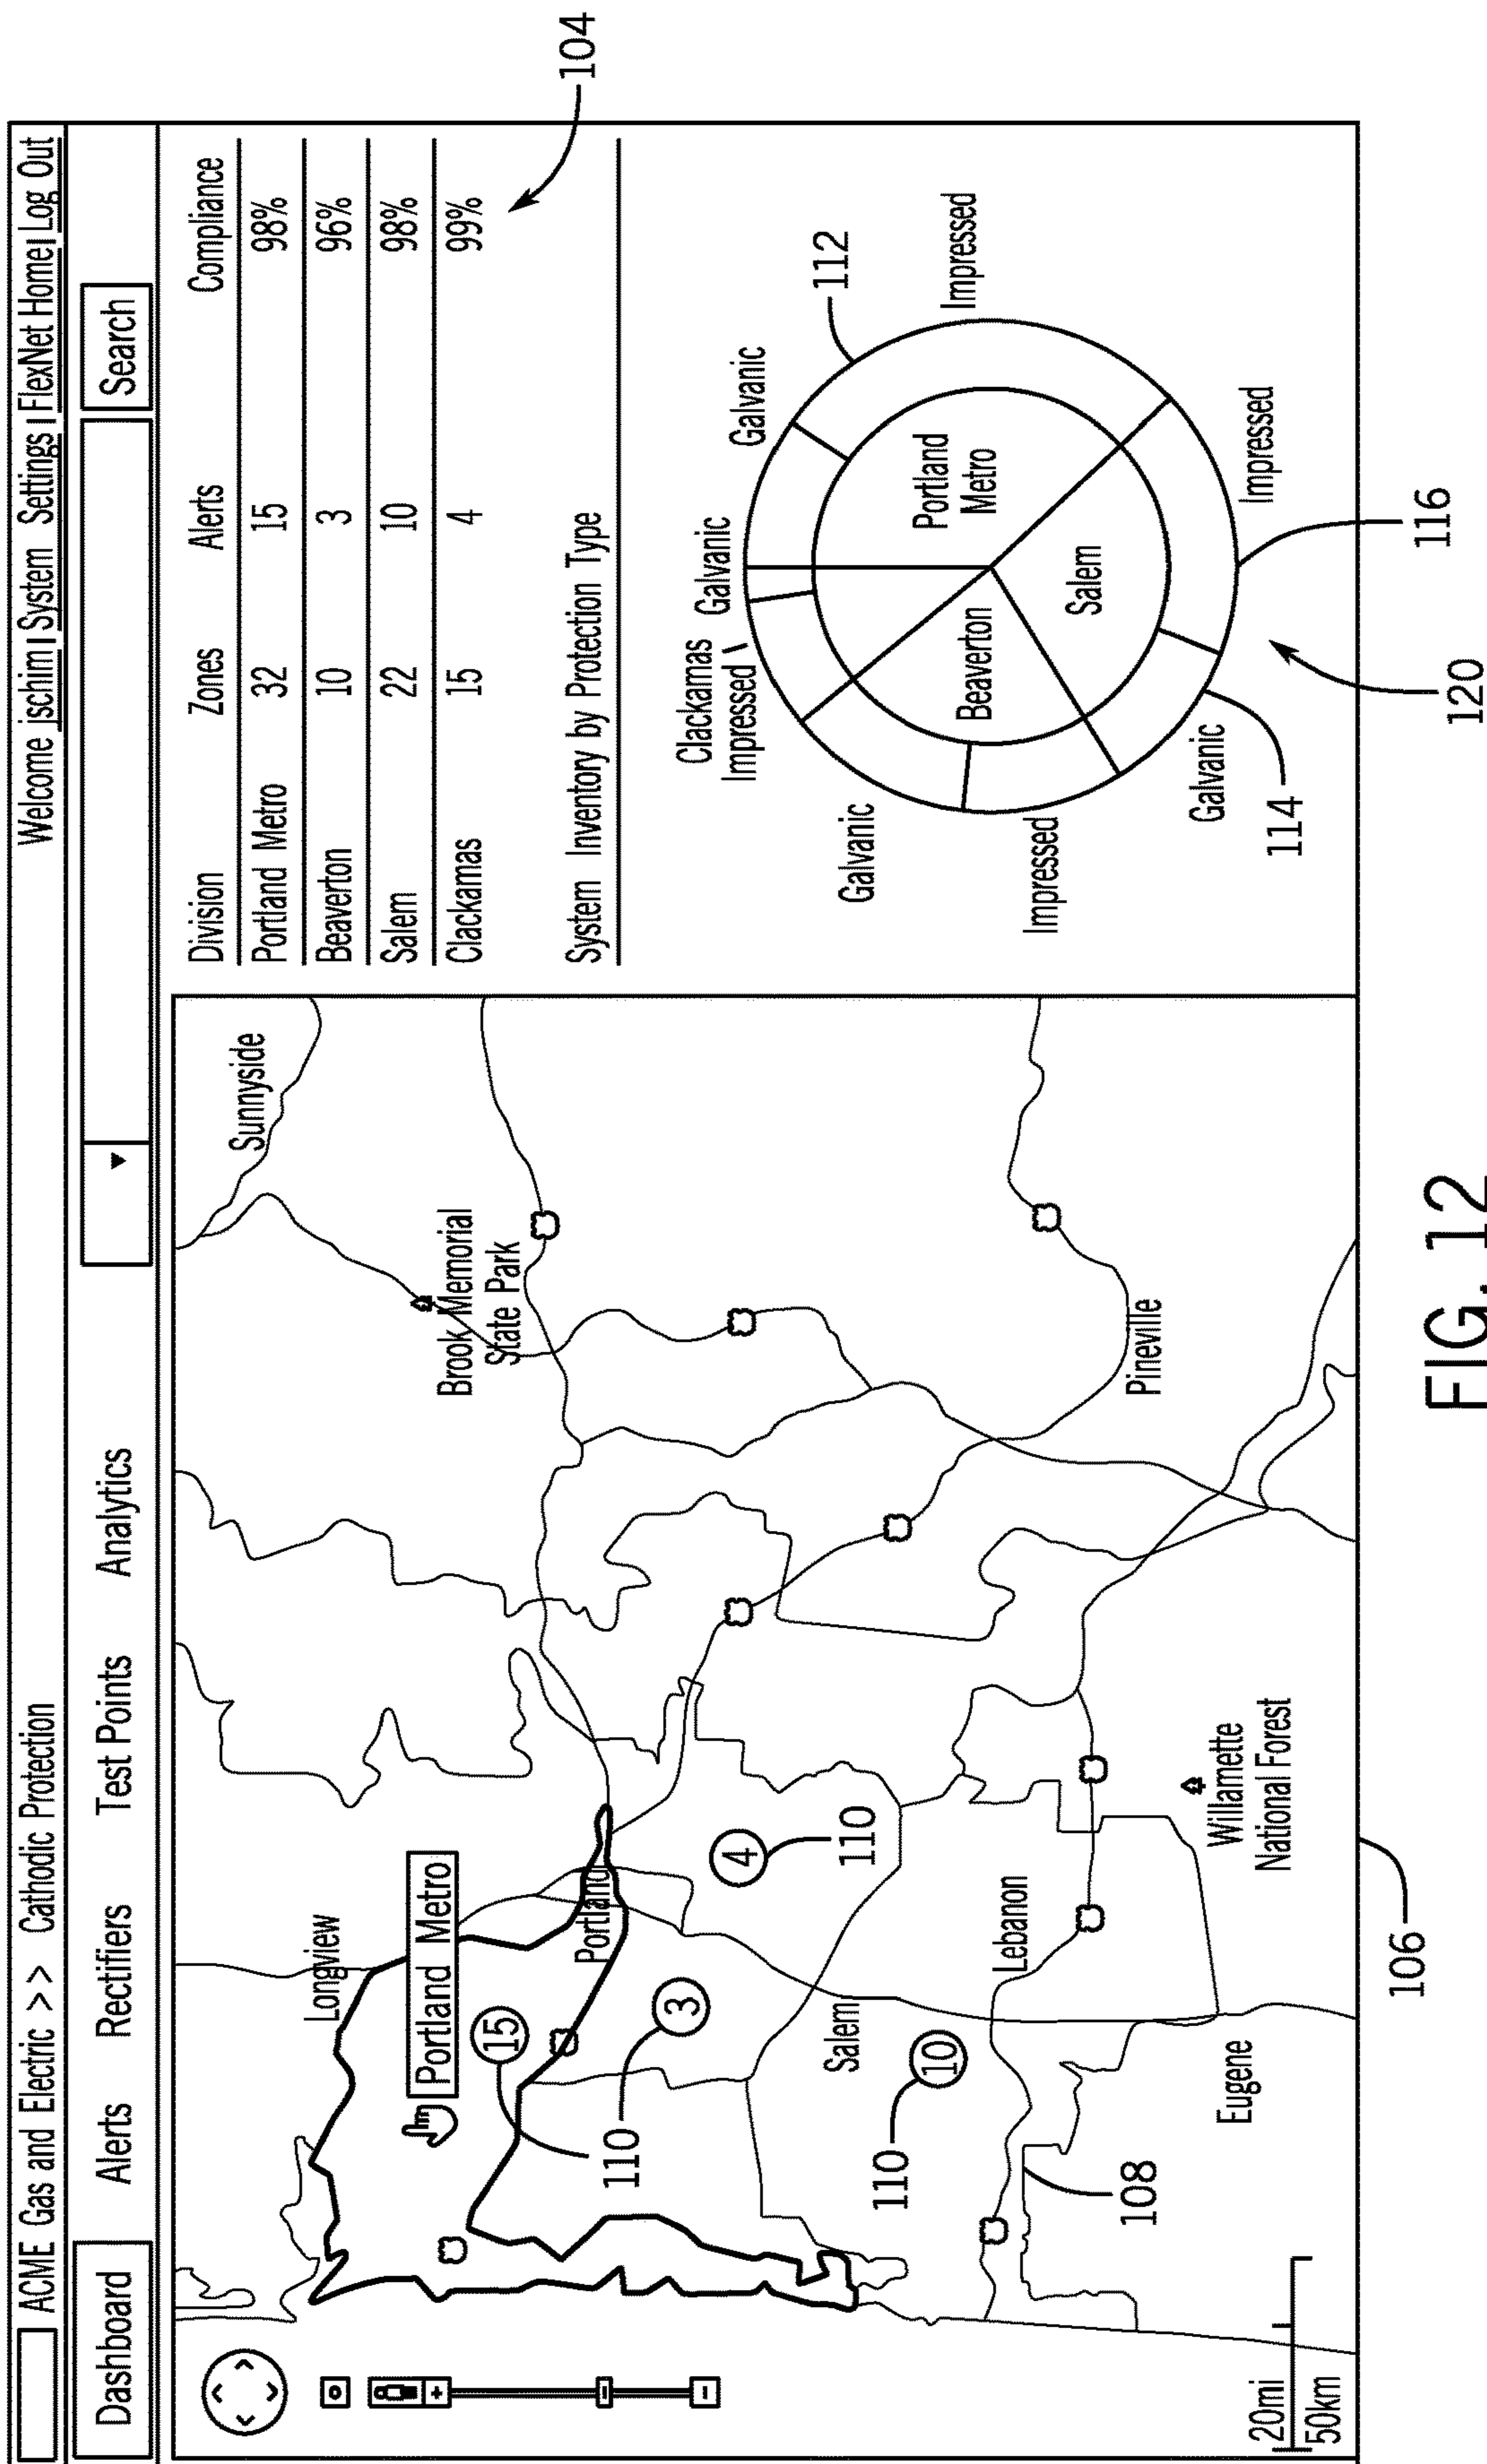 ACME Gas and Electric >> Cathodic Protection
Welcome jschim | System Settings | FlexNet Home | Log Out
Dashboard Alerts Rectifiers Test Points Analytics
Search
Longview
Sunnyside
Portland Metro
15
Brook Memorial
State Park
Portland
110
3
4
110
Salem
110
10
Lebanon
Pineville
108
Eugene
Willamette
National Forest
20mi
50km
106
Division Zones Alerts Compliance
Portland Metro 32 15 98%
Beaverton 10 3 96%
Salem 22 10 98%
Clackamas 15 4 99%
104
System Inventory by Protection Type
Clackamas
Impressed
Galvanic
Galvanic
112
Galvanic
Portland
Metro
Impressed
Beaverton
Salem
Impressed
Galvanic
Impressed
114
116
120
FIG. 12